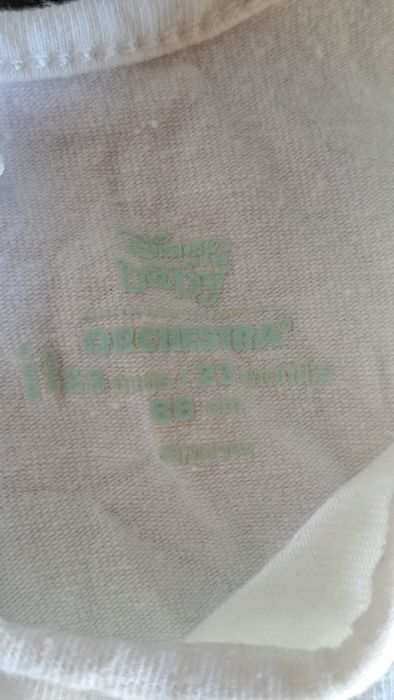 Disney
baby
ORCHESTRA®
23 mois / 23 months
86 cm
©Disney